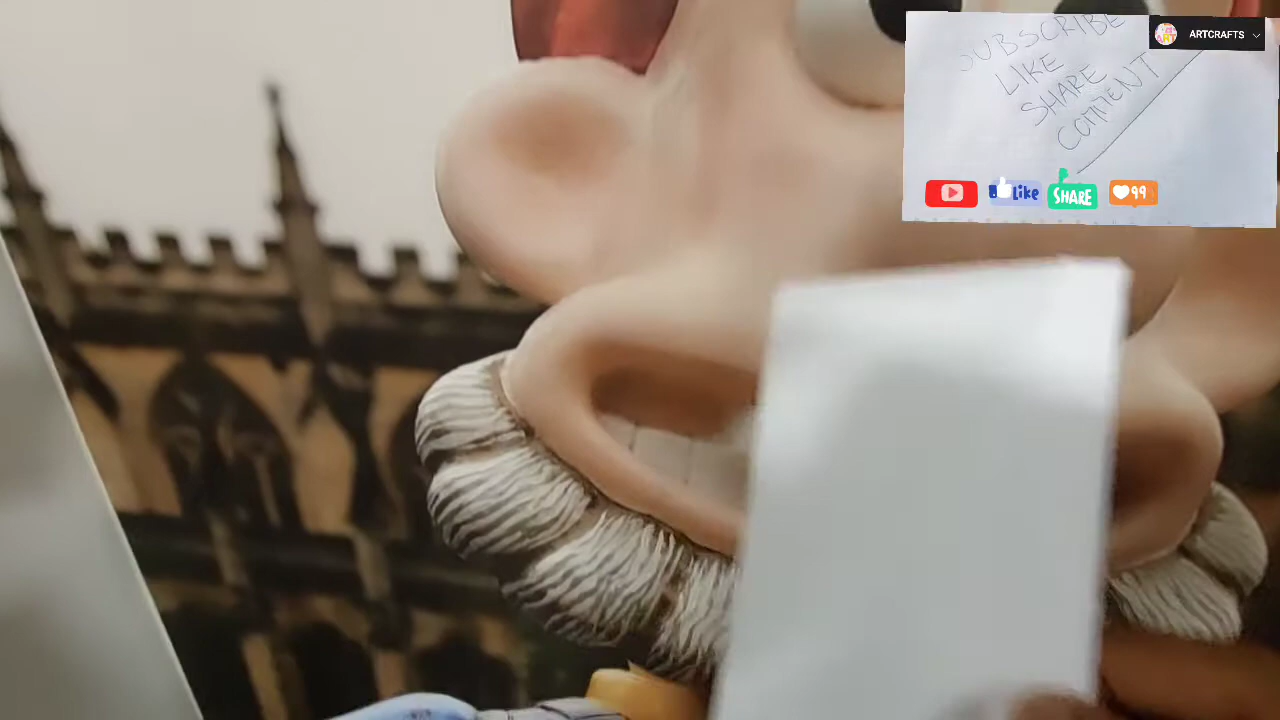 SUBSCRIBE
LIKE
SHARE
COMMENT
ARTCRAFTS
Like
SHARE
99